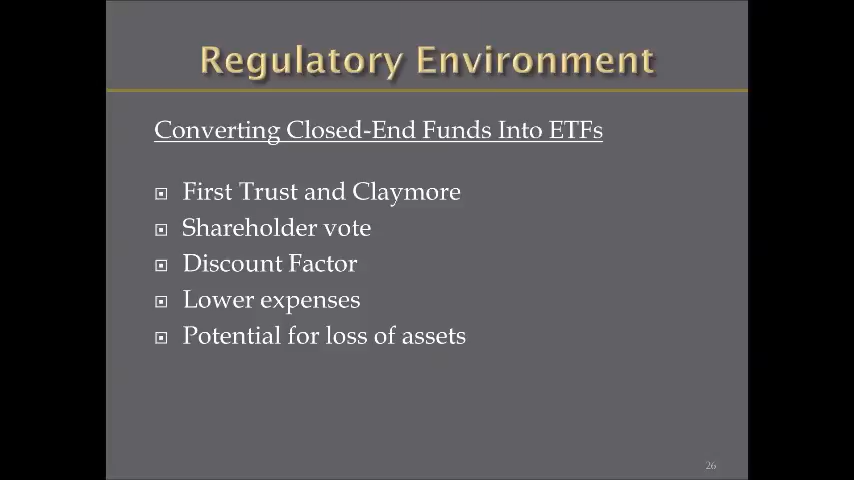 Regulatory Environment
Converting Closed-End Funds Into ETFs
First Trust and Claymore
Shareholder vote
Discount Factor
Lower expenses
Potential for loss of assets
26